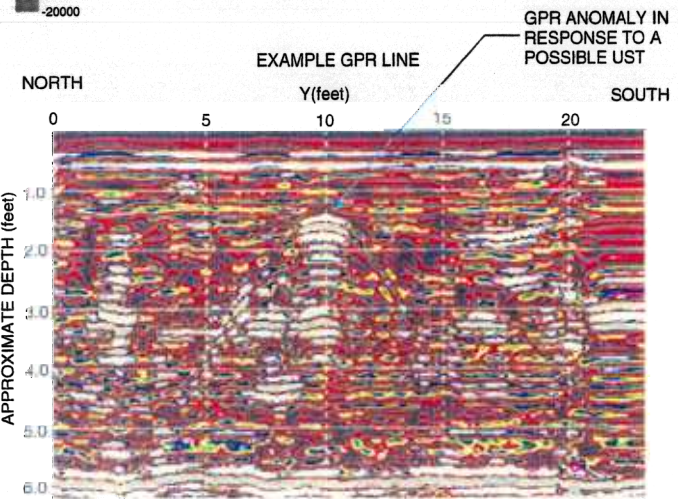 -20000
GPR ANOMALY IN
RESPONSE TO A
POSSIBLE UST
EXAMPLE GPR LINE
NORTH
Y(feet)
SOUTH
0 5 10 15 20
APPROXIMATE DEPTH (feet)
1.0
2.0
3.0
4.0
5.0
6.0